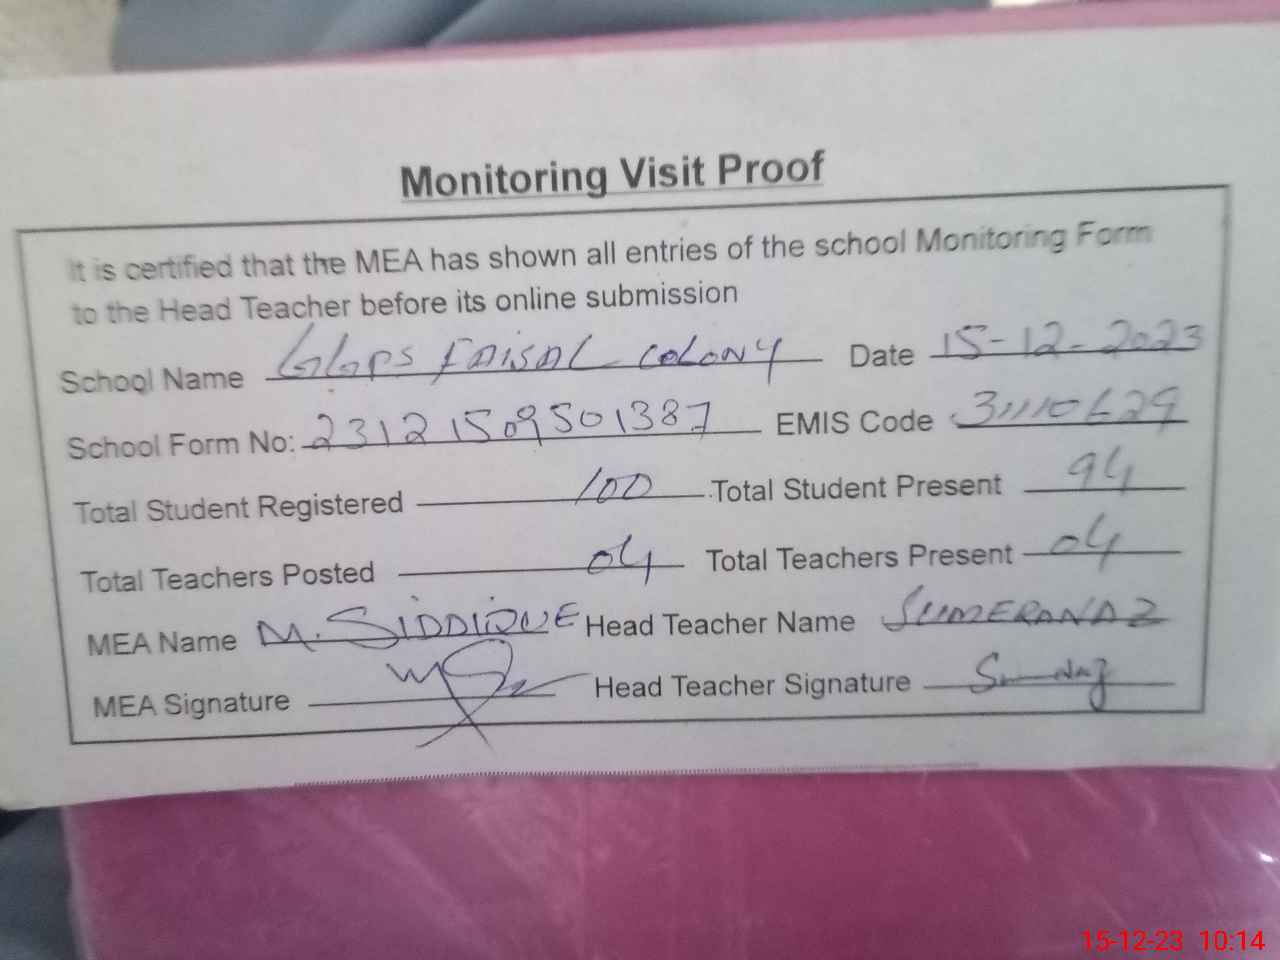 Monitoring Visit Proof
It is certified that the MEA has shown all entries of the school Monitoring Form
to the Head Teacher before its online submission
School Name GGPS FAISAL COLONY Date 15-12-2023
School Form No: 23121509501387 EMIS Code 31110629
Total Student Registered 100 Total Student Present 94
Total Teachers Posted 04 Total Teachers Present 04
MEA Name M. SIDDIQUE Head Teacher Name SUMERANAZ
MEA Signature Head Teacher Signature
15-12-23 10:14